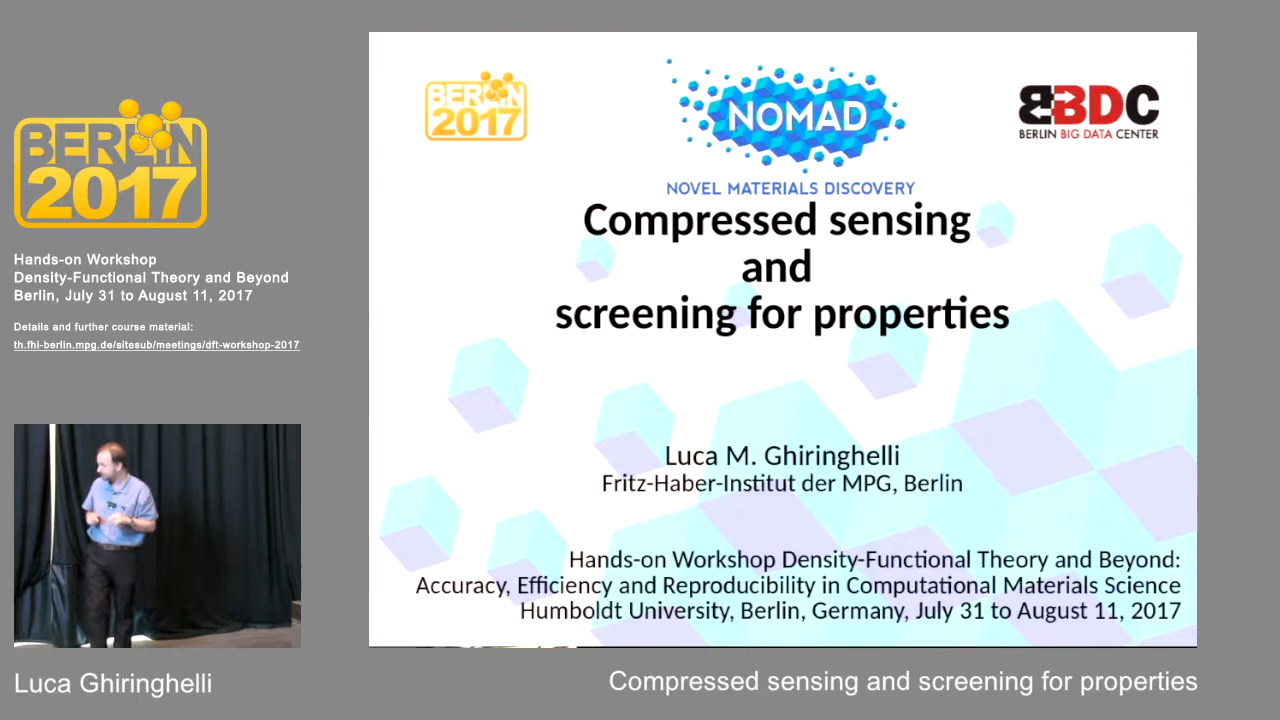 BERLIN
2017
Hands-on Workshop
Density-Functional Theory and Beyond
Berlin, July 31 to August 11, 2017
Details and further course material:
th.fhi-berlin.mpg.de/sitesub/meetings/dft-workshop-2017
BERLIN
2017
NOMAD
NOVEL MATERIALS DISCOVERY
BBDC
BERLIN BIG DATA CENTER
Compressed sensing
and
screening for properties
Luca M. Ghiringhelli
Fritz-Haber-Institut der MPG, Berlin
Hands-on Workshop Density-Functional Theory and Beyond:
Accuracy, Efficiency and Reproducibility in Computational Materials Science
Humboldt University, Berlin, Germany, July 31 to August 11, 2017
Luca Ghiringhelli
Compressed sensing and screening for properties